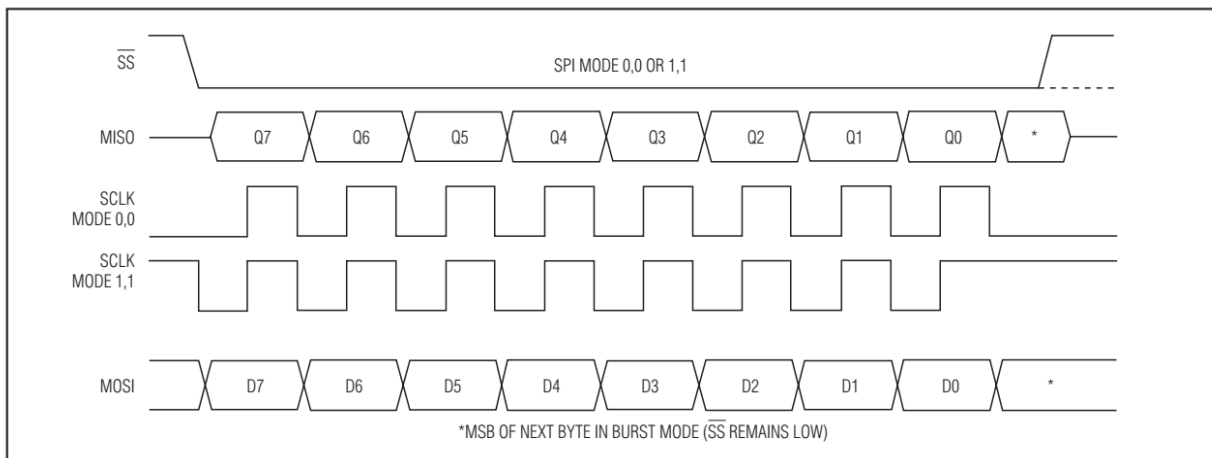 SS
SPI MODE 0,0 OR 1,1
MISO
Q7 Q6 Q5 Q4 Q3 Q2 Q1 Q0 *
SCLK
MODE 0,0
SCLK
MODE 1,1
MOSI
D7 D6 D5 D4 D3 D2 D1 D0 *
*MSB OF NEXT BYTE IN BURST MODE (SS REMAINS LOW)